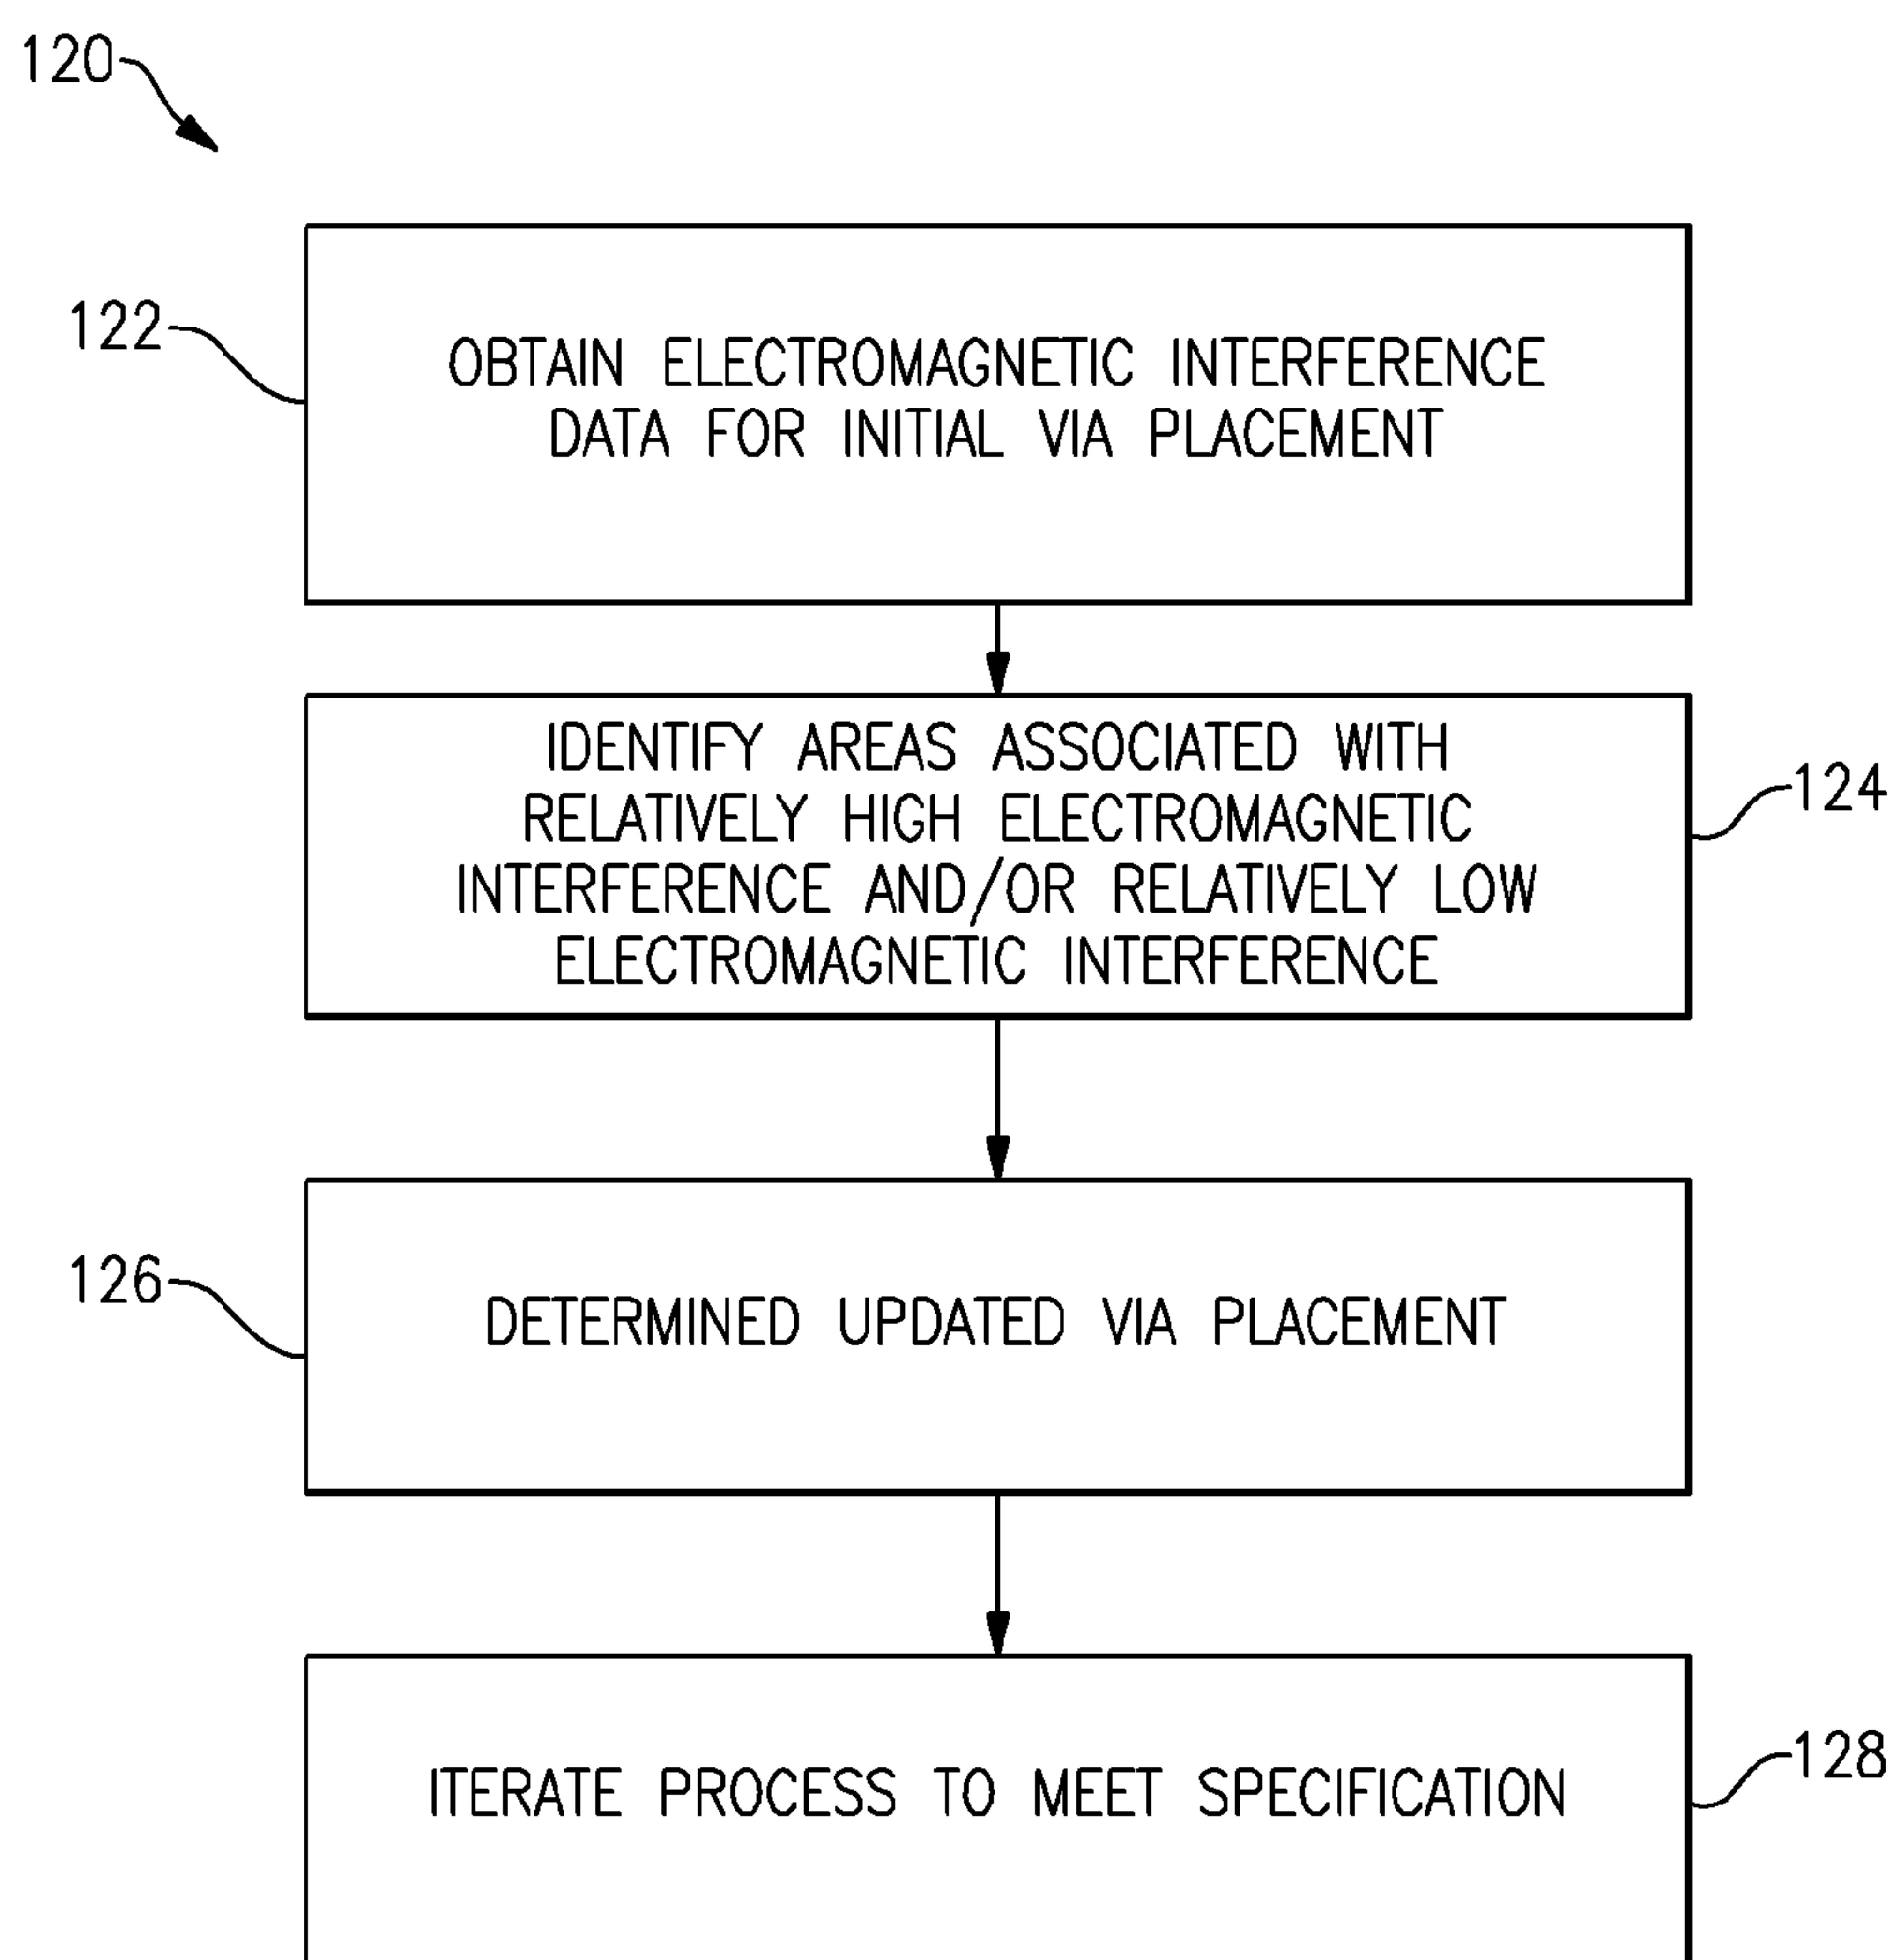 120
122
OBTAIN ELECTROMAGNETIC INTERFERENCE
DATA FOR INITIAL VIA PLACEMENT
IDENTIFY AREAS ASSOCIATED WITH
RELATIVELY HIGH ELECTROMAGNETIC
INTERFERENCE AND/OR RELATIVELY LOW
ELECTROMAGNETIC INTERFERENCE
124
126
DETERMINED UPDATED VIA PLACEMENT
ITERATE PROCESS TO MEET SPECIFICATION
128